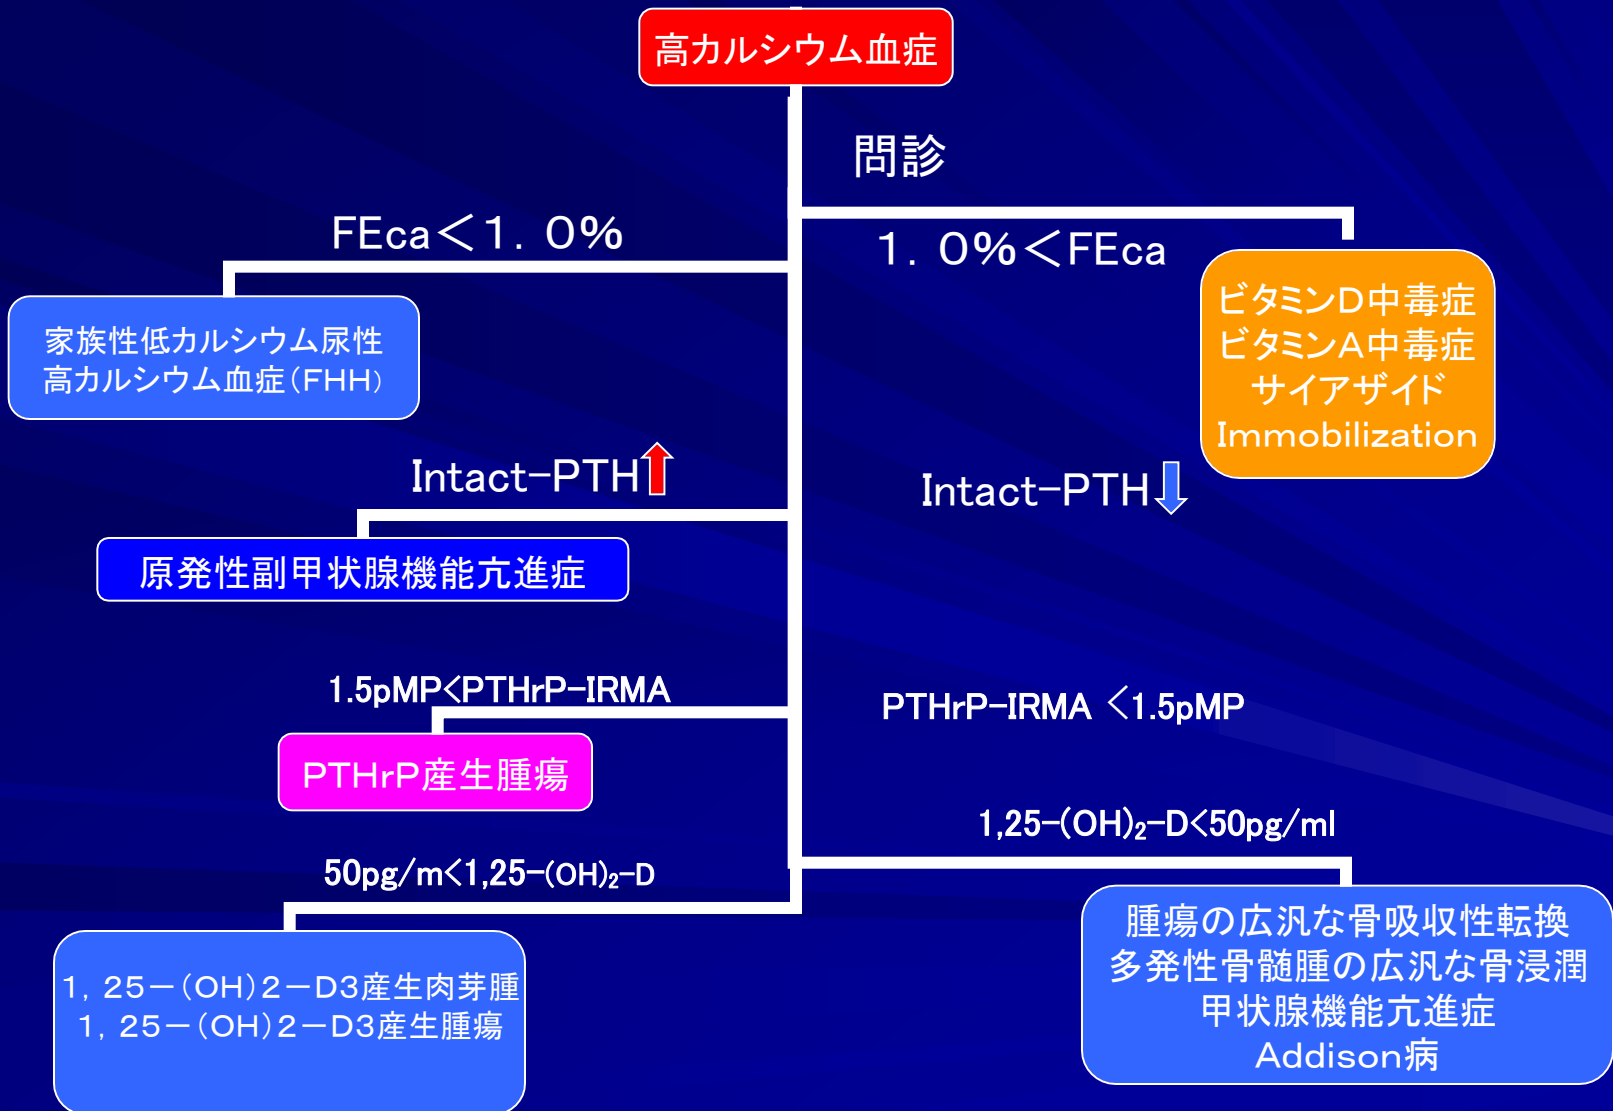 高カルシウム血症
問診
FEca＜１．０％
１．０％＜FEca
家族性低カルシウム尿性
高カルシウム血症（ＦＨＨ）
ビタミンＤ中毒症
ビタミンＡ中毒症
サイアザイド
Immobilization
Intact-PTH
Intact-PTH
原発性副甲状腺機能亢進症
1.5pMP<PTHrP-IRMA
PTHrP-IRMA ＜1.5pMP
ＰＴＨｒＰ産生腫瘍
1,25-(OH)₂-D<50pg/ml
50pg/m<1,25-(OH)₂-D
腫瘍の広汎な骨吸収性転換
多発性骨髄腫の広汎な骨浸潤
甲状腺機能亢進症
Addison病
１，２５－（ＯＨ）２－Ｄ３産生肉芽腫
１，２５－（ＯＨ）２－Ｄ３産生腫瘍